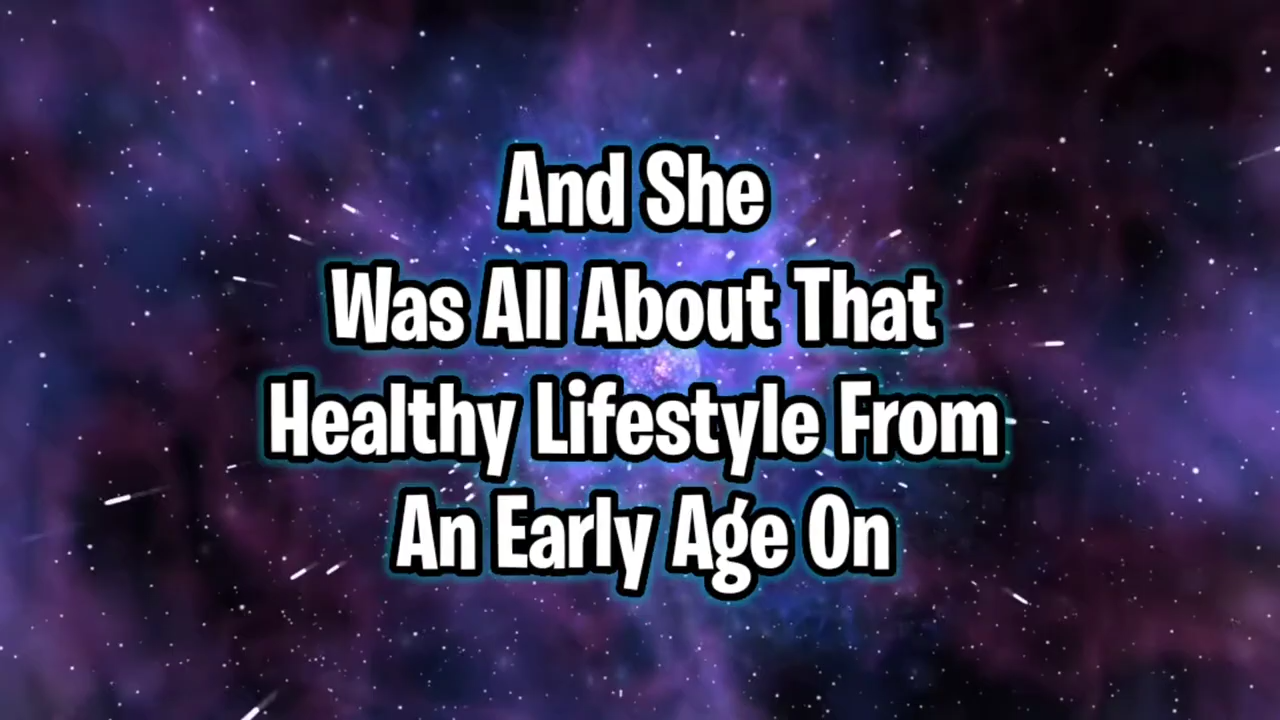 And She
Was All About That
Healthy Lifestyle From
An Early Age On